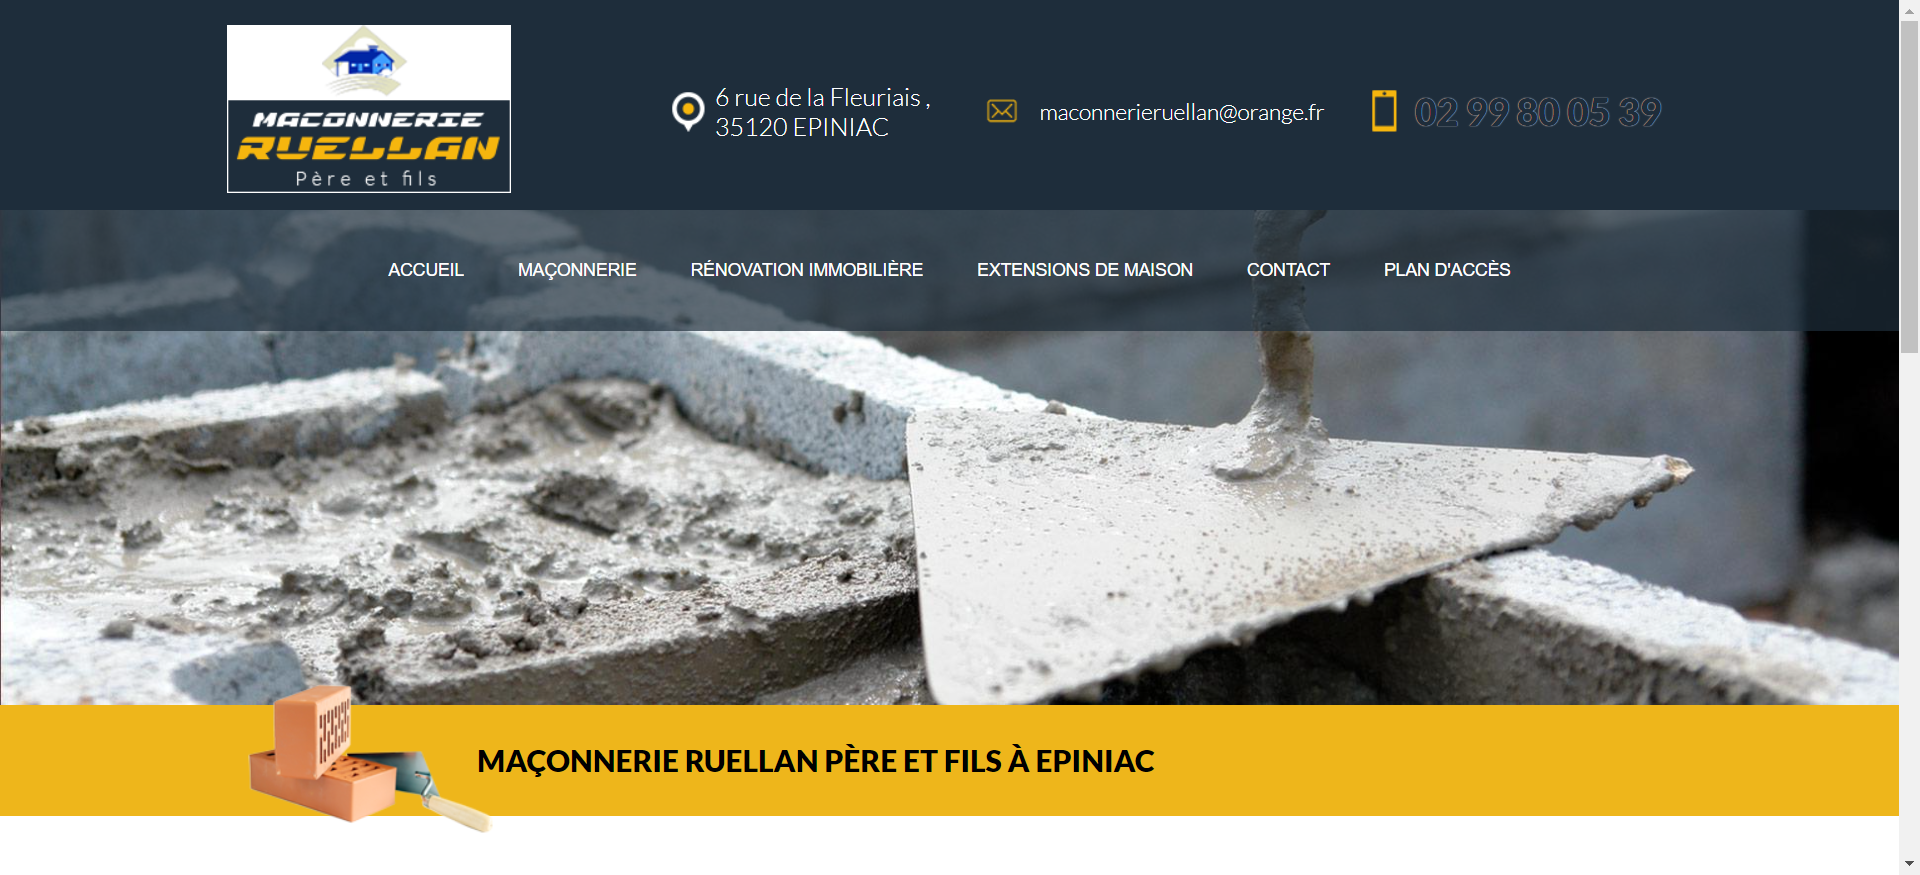 MACONNERIE
RUELLAN
Père et fils
6 rue de la Fleuriais ,
35120 EPINIAC
maconnerieruellan@orange.fr
02 99 80 05 39
ACCUEIL
MAÇONNERIE
RÉNOVATION IMMOBILIÈRE
EXTENSIONS DE MAISON
CONTACT
PLAN D'ACCÈS
MAÇONNERIE RUELLAN PÈRE ET FILS À EPINIAC